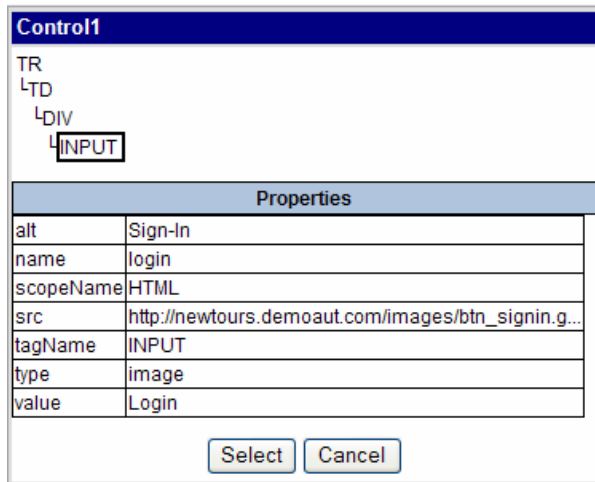 Control1
TR
TD
DIV
INPUT
Properties
alt Sign-In
name login
scopeName HTML
src http://newtours.demoaut.com/images/btn_signin.g...
tagName INPUT
type image
value Login
Select Cancel